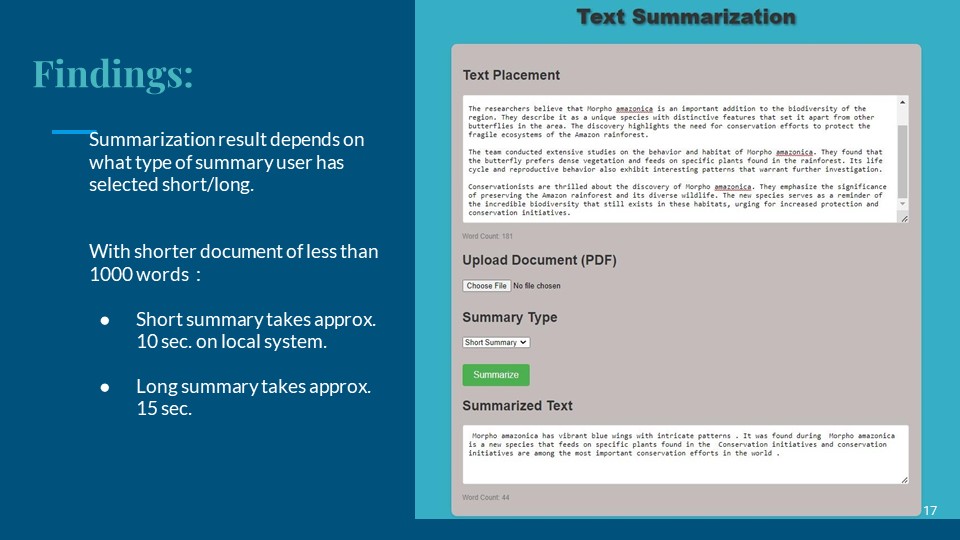 Findings:
Summarization result depends on
what type of summary user has
selected short/long.
With shorter document of less than
1000 words :
● Short summary takes approx.
10 sec. on local system.
● Long summary takes approx.
15 sec.
Text Summarization
Text Placement
The researchers believe that Morpho amazonica is an important addition to the biodiversity of the
region. They describe it as a unique species with distinctive features that set it apart from other
butterflies in the area. The discovery highlights the need for conservation efforts to protect the
fragile ecosystems of the Amazon rainforest.
The team conducted extensive studies on the behavior and habitat of Morpho amazonica. They found that
the butterfly prefers dense vegetation and feeds on specific plants found in the rainforest. Its life
cycle and reproductive behavior also exhibit interesting patterns that warrant further investigation.
Conservationists are thrilled about the discovery of Morpho amazonica. They emphasize the significance
of preserving the Amazon rainforest and its diverse wildlife. The new species serves as a reminder of
the incredible biodiversity that still exists in these habitats, urging for increased protection and
conservation initiatives.
Word Count: 181
Upload Document (PDF)
Choose File No file chosen
Summary Type
Short Summary
Summarize
Summarized Text
Morpho amazonica has vibrant blue wings with intricate patterns . It was found during Morpho amazonica
is a new species that feeds on specific plants found in the Conservation initiatives and conservation
initiatives are among the most important conservation efforts in the world .
Word Count: 44
17